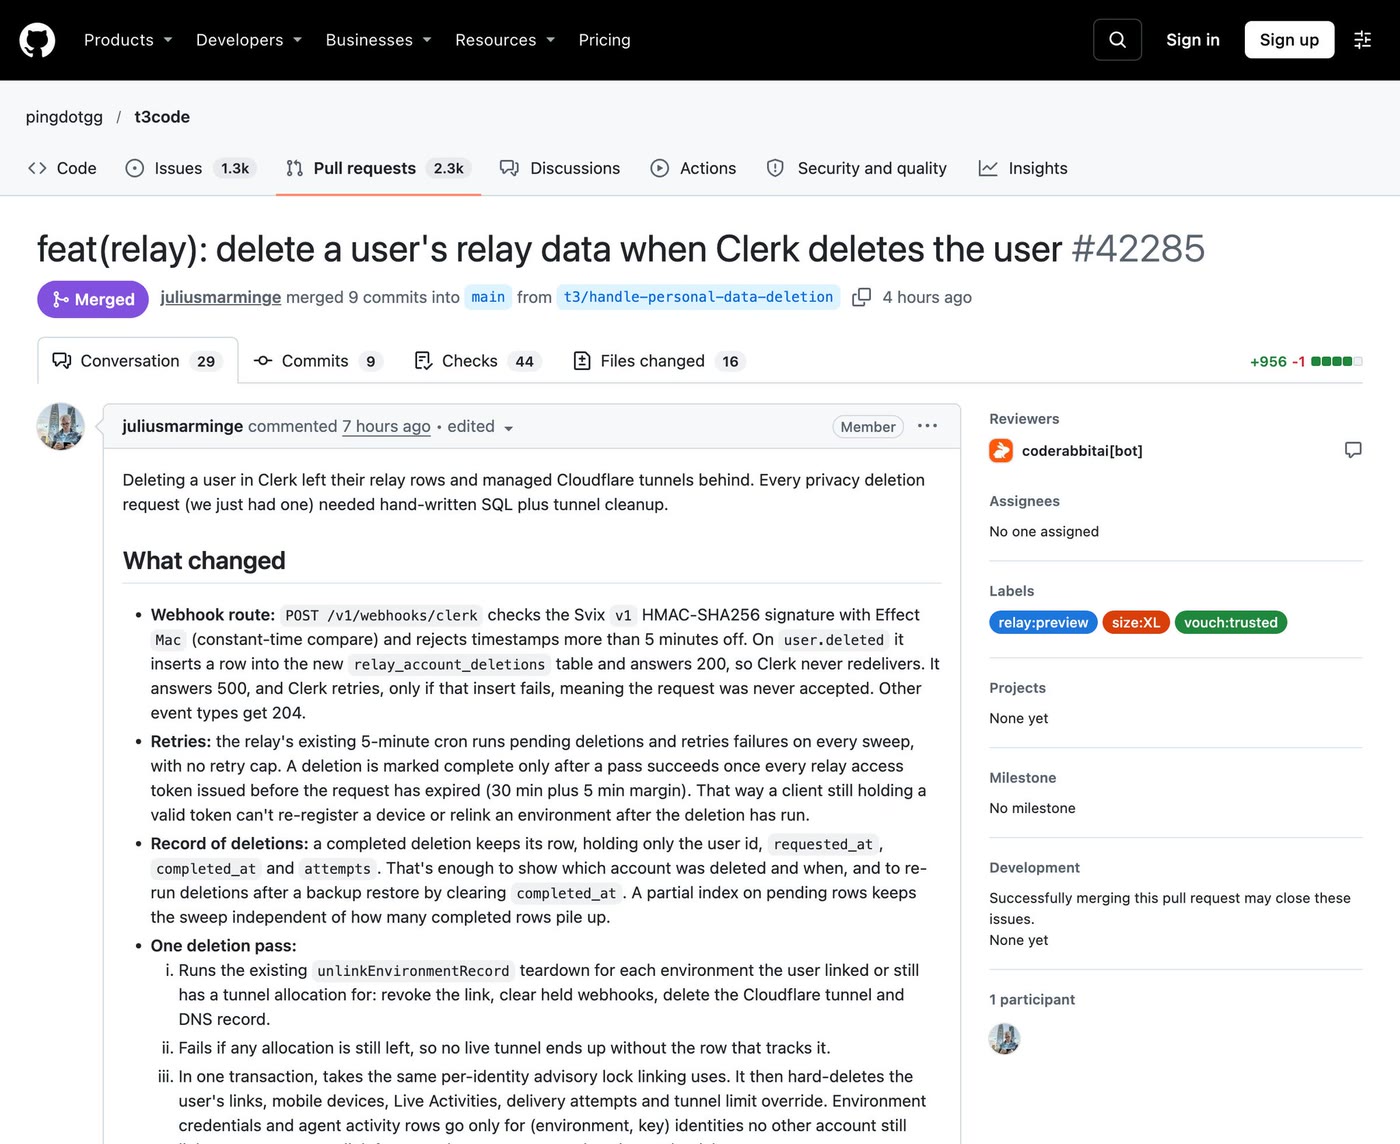 Products Developers Businesses Resources Pricing Sign in Sign up
pingdotgg / t3code
Code Issues 1.3k Pull requests 2.3k Discussions Actions Security and quality Insights
feat(relay): delete a user's relay data when Clerk deletes the user #42285
Merged juliusmarminge merged 9 commits into main from t3/handle-personal-data-deletion 4 hours ago
Conversation 29 Commits 9 Checks 44 Files changed 16 +956 -1
juliusmarminge commented 7 hours ago • edited Member
Deleting a user in Clerk left their relay rows and managed Cloudflare tunnels behind. Every privacy deletion
request (we just had one) needed hand-written SQL plus tunnel cleanup.
What changed
• Webhook route: POST /v1/webhooks/clerk checks the Svix v1 HMAC-SHA256 signature with Effect
Mac (constant-time compare) and rejects timestamps more than 5 minutes off. On user.deleted it
inserts a row into the new relay_account_deletions table and answers 200, so Clerk never redelivers. It
answers 500, and Clerk retries, only if that insert fails, meaning the request was never accepted. Other
event types get 204.
• Retries: the relay's existing 5-minute cron runs pending deletions and retries failures on every sweep,
with no retry cap. A deletion is marked complete only after a pass succeeds once every relay access
token issued before the request has expired (30 min plus 5 min margin). That way a client still holding a
valid token can't re-register a device or relink an environment after the deletion has run.
• Record of deletions: a completed deletion keeps its row, holding only the user id, requested_at ,
completed_at and attempts . That's enough to show which account was deleted and when, and to re-
run deletions after a backup restore by clearing completed_at . A partial index on pending rows keeps
the sweep independent of how many completed rows pile up.
• One deletion pass:
i. Runs the existing unlinkEnvironmentRecord teardown for each environment the user linked or still
has a tunnel allocation for: revoke the link, clear held webhooks, delete the Cloudflare tunnel and
DNS record.
ii. Fails if any allocation is still left, so no live tunnel ends up without the row that tracks it.
iii. In one transaction, takes the same per-identity advisory lock linking uses. It then hard-deletes the
user's links, mobile devices, Live Activities, delivery attempts and tunnel limit override. Environment
credentials and agent activity rows go only for (environment, key) identities no other account still
Reviewers
coderabbitai[bot]
Assignees
No one assigned
Labels
relay:preview size:XL vouch:trusted
Projects
None yet
Milestone
No milestone
Development
Successfully merging this pull request may close these
issues.
None yet
1 participant